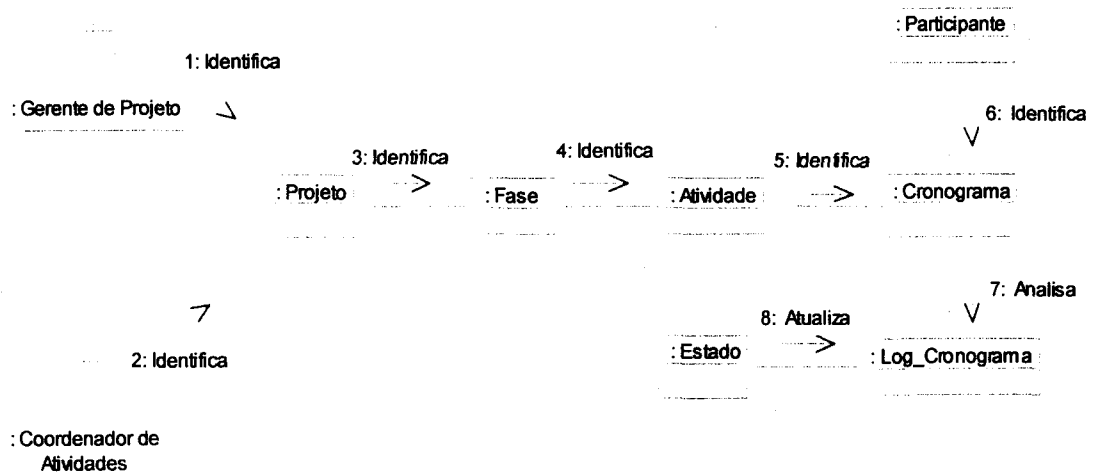 : Participante
1: Identifica
: Gerente de Projeto
6: Identifica
3: Identifica
4: Identifica
5: Identifica
: Projeto
: Fase
: Atividade
: Cronograma
7: Analisa
8: Atualiza
2: Identifica
: Estado
: Log_Cronograma
: Coordenador de
Atividades